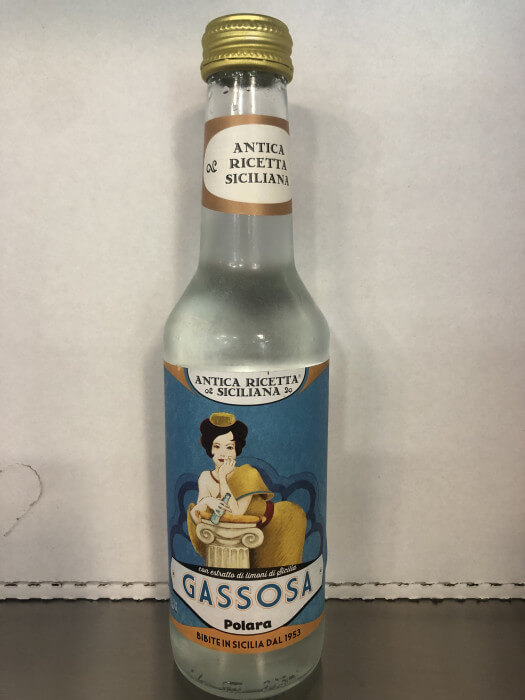 ANTICA
RICETTA
SICILIANA
ANTICA RICETTA
SICILIANA
con estratto di limoni di Sicilia
GASSOSA
Polara
BIBITE IN SICILIA DAL 1953